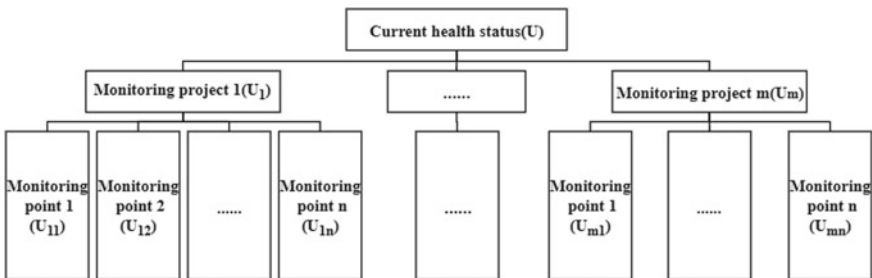 Current health status(U)
Monitoring project 1(U₁)
......
Monitoring project m(Um)
Monitoring
point 1
(U₁₁)
Monitoring
point 2
(U₁₂)
......
Monitoring
point n
(U₁ₙ)
......
Monitoring
point 1
(Uₘ₁)
......
Monitoring
point n
(Uₘₙ)